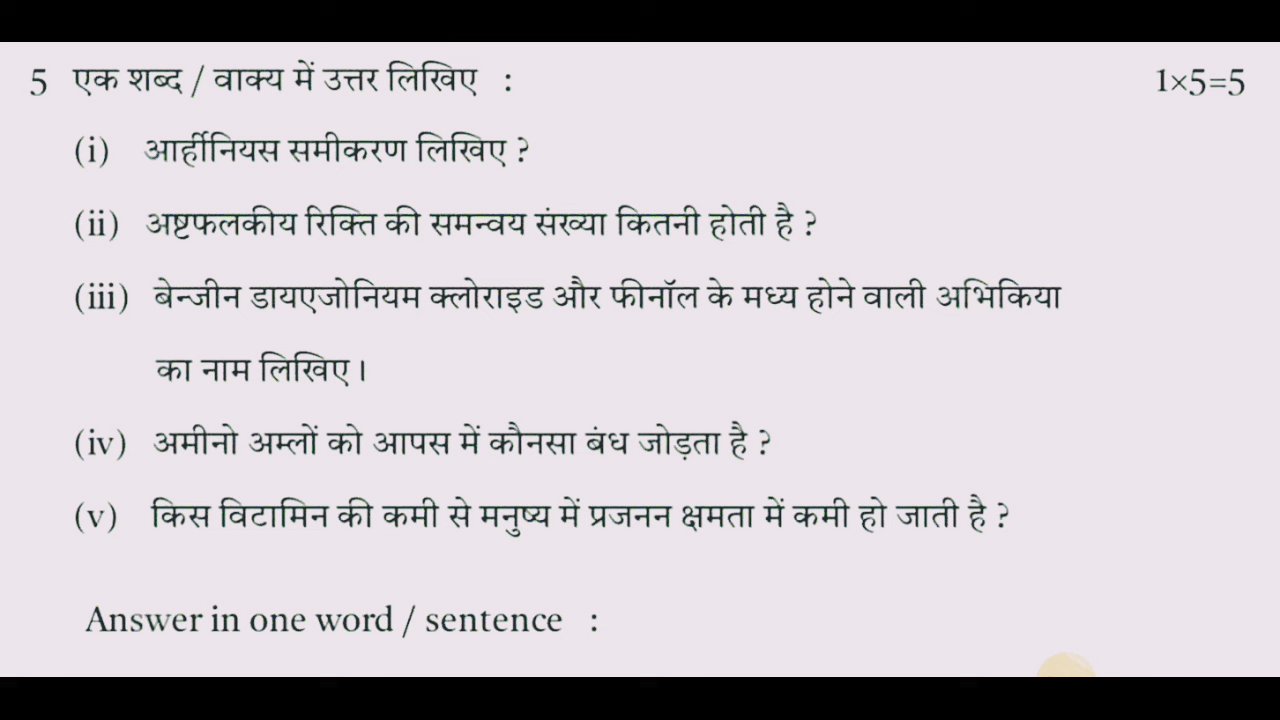 5 एक शब्द / वाक्य में उत्तर लिखिए : 1×5=5
(i) आर्हीनियस समीकरण लिखिए ?
(ii) अष्टफलकीय रिक्ति की समन्वय संख्या कितनी होती है ?
(iii) बेन्जीन डायएजोनियम क्लोराइड और फीनॉल के मध्य होने वाली अभिकिया
का नाम लिखिए ।
(iv) अमीनो अम्लों को आपस में कौनसा बंध जोड़ता है ?
(v) किस विटामिन की कमी से मनुष्य में प्रजनन क्षमता में कमी हो जाती है ?
Answer in one word / sentence :